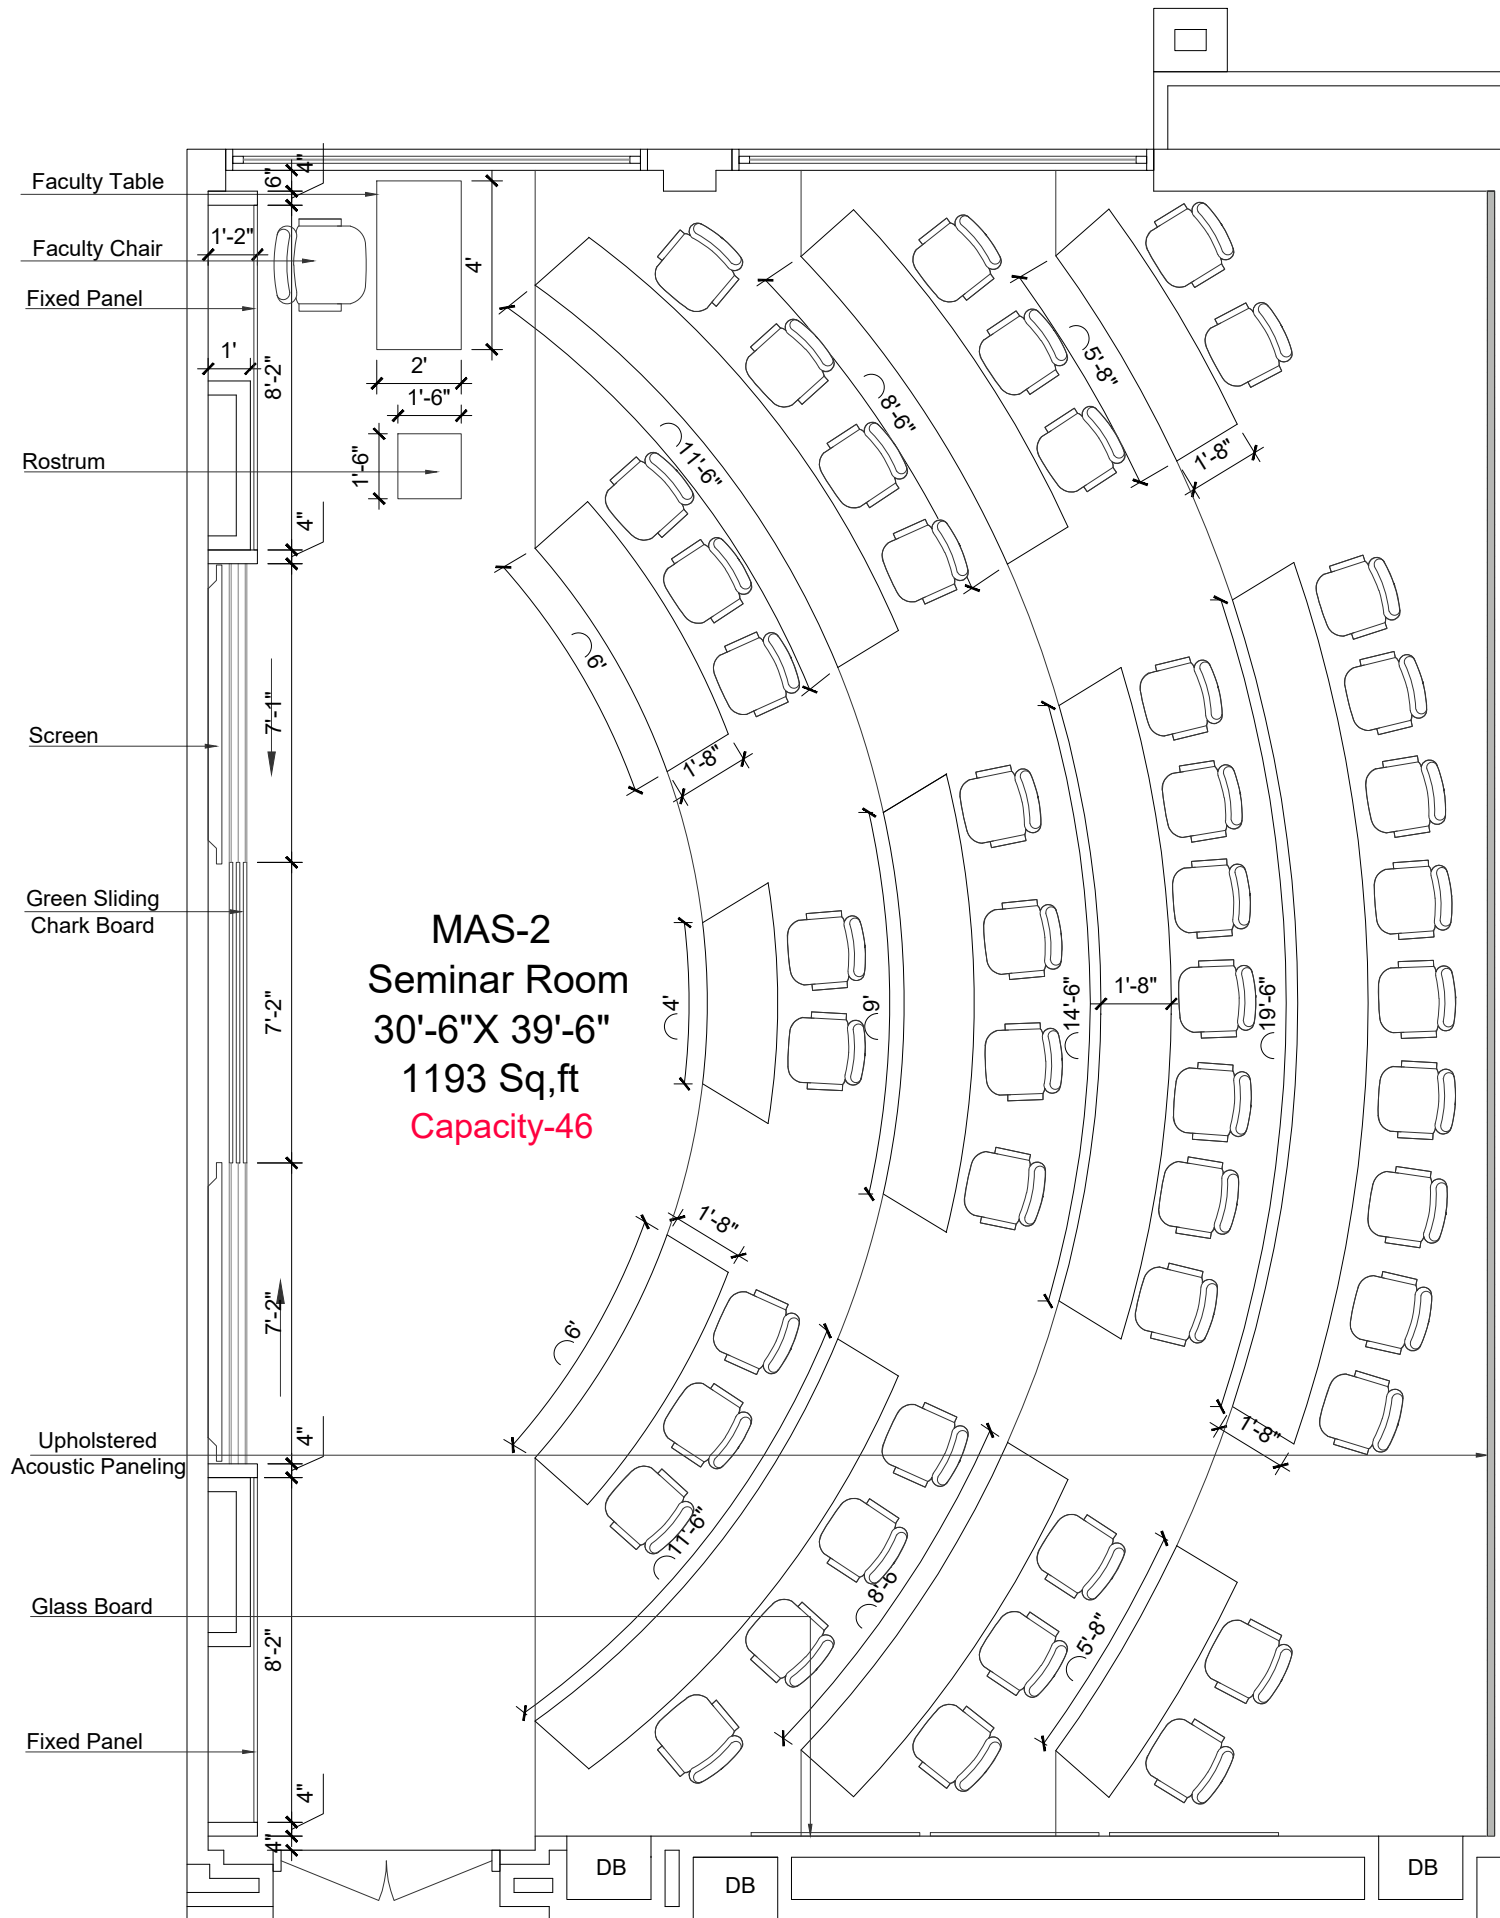 4"
6"
Faculty Table
1'-2"
Faculty Chair
4'
Fixed Panel
1'
8'-2"
2'
5'-8"
1'-6"
8'-6"
11'-6"
Rostrum
1'-6"
1'-8"
4"
6'
7'-1"
Screen
1'-8"
Green Sliding
Chark Board
MAS-2
Seminar Room
30'-6"X 39'-6"
1193 Sq,ft
Capacity-46
7'-2"
4'
9'
14'-6"
1'-8"
19'-6"
1'-8"
7'-2"
6'
4"
1'-8"
Upholstered
Acoustic Paneling
11'-6"
8'-6
Glass Board
5'-8"
8'-2"
Fixed Panel
4"
4"
DB
DB
DB